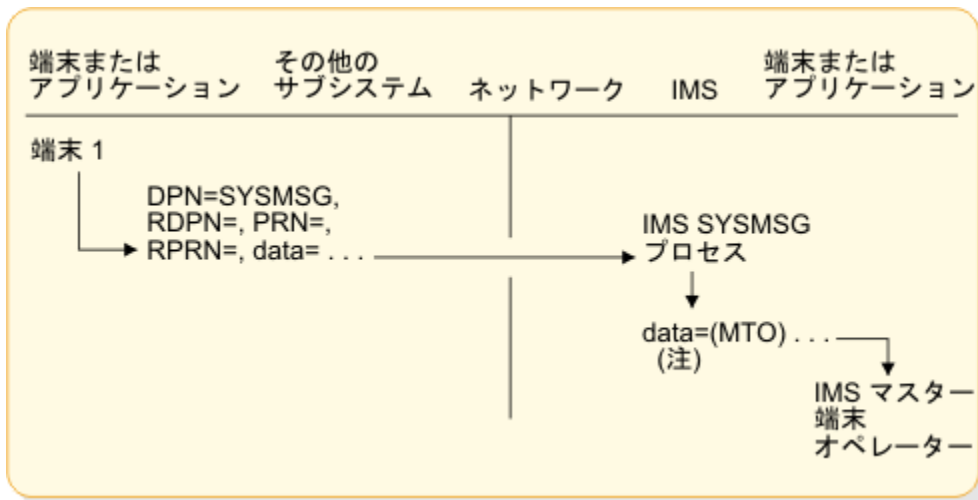 端末または
アプリケーション
その他の
サブシステム
ネットワーク
IMS
端末または
アプリケーション
端末 1
DPN=SYSMSG,
RDPN=, PRN=,
RPRN=, data= . . .
IMS SYSMSG
プロセス
data=(MTO) . . .
(注)
IMS マスター
端末
オペレーター